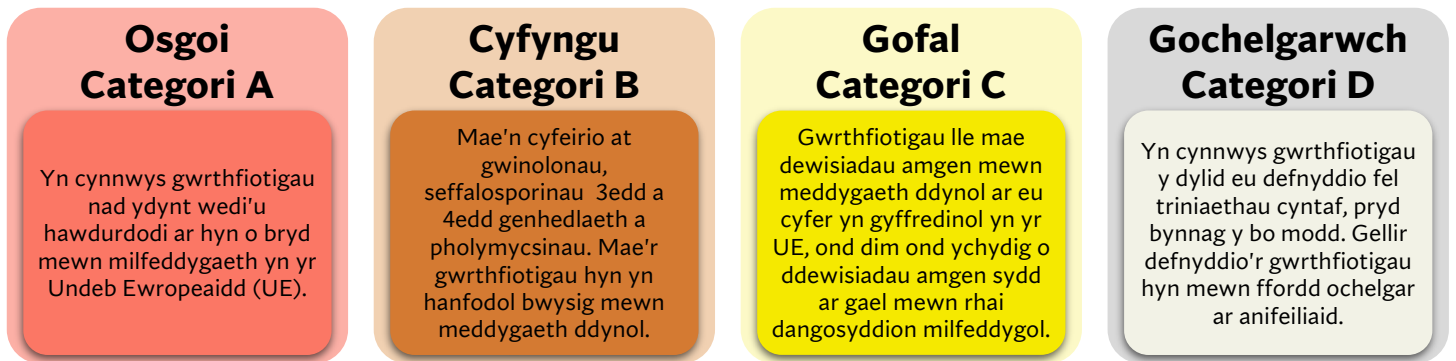 Osgoi
Categori A
Yn cynnwys gwrthfiotigau
nad ydynt wedi'u
hawdurdodi ar hyn o bryd
mewn milfeddygaeth yn yr
Undeb Ewropeaidd (UE).
Cyfyngu
Categori B
Mae'n cyfeirio at
gwinolonau,
seffalosporinau 3edd a
4edd genhedlaeth a
pholymycsinau. Mae'r
gwrthfiotigau hyn yn
hanfodol bwysig mewn
meddygaeth ddynol.
Gofal
Categori C
Gwrthfiotigau lle mae
dewisiadau amgen mewn
meddygaeth ddynol ar eu
cyfer yn gyffredinol yn yr
UE, ond dim ond ychydig o
ddewisiadau amgen sydd
ar gael mewn rhai
dangosyddion milfeddygol.
Gochelgarwch
Categori D
Yn cynnwys gwrthfiotigau
y dylid eu defnyddio fel
triniaethau cyntaf, pryd
bynnag y bo modd. Gellir
defnyddio'r gwrthfiotigau
hyn mewn ffordd ochelgar
ar anifeiliaid.